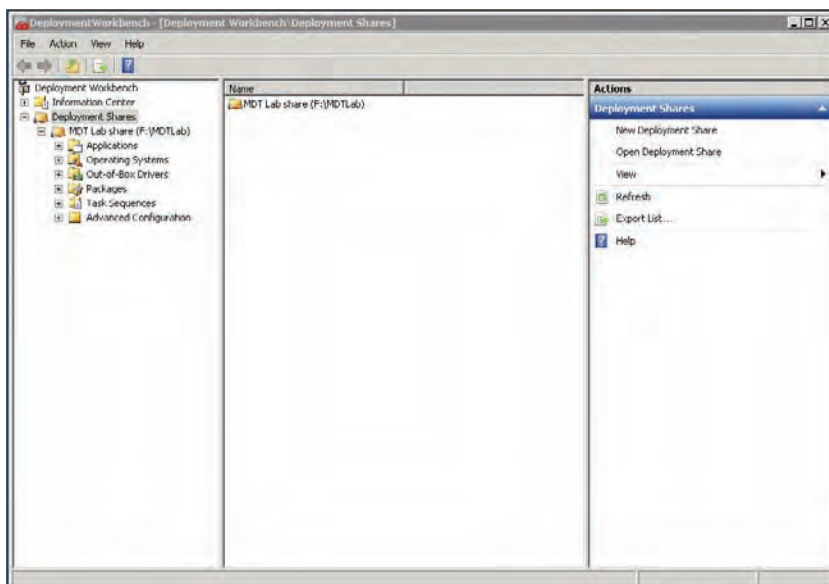 DeploymentWorkbench - [Deployment Workbench\Deployment Shares]
File Action View Help
Deployment Workbench
Information Center
Deployment Shares
MDT Lab share (F:\MDTLab)
Applications
Operating Systems
Out-of-Box Drivers
Packages
Task Sequences
Advanced Configuration
Name
MDT Lab share (F:\MDTLab)
Actions
Deployment Shares
New Deployment Share
Open Deployment Share
View
Refresh
Export List...
Help